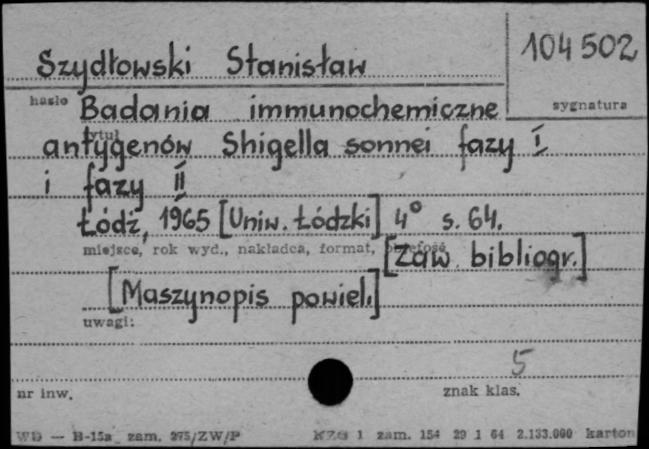 Szydłowski Stanisław 104502
hasło
sygnatura
Badania immunochemiczne
tytuł
antygenów Shigella sonnei fazy I
i fazy II
Łódź, 1965 [Uniw. Łódzki] 4° s. 64.
miejsce, rok wyd., nakładca, format, objętość
[Zaw. bibliogr.]
[Maszynopis powiel.]
uwagi:
5
nr inw. znak klas.
WD — B-15a zam. 275/ZW/P KZG 1 zam. 154 29 1 64 2.133.000 karton